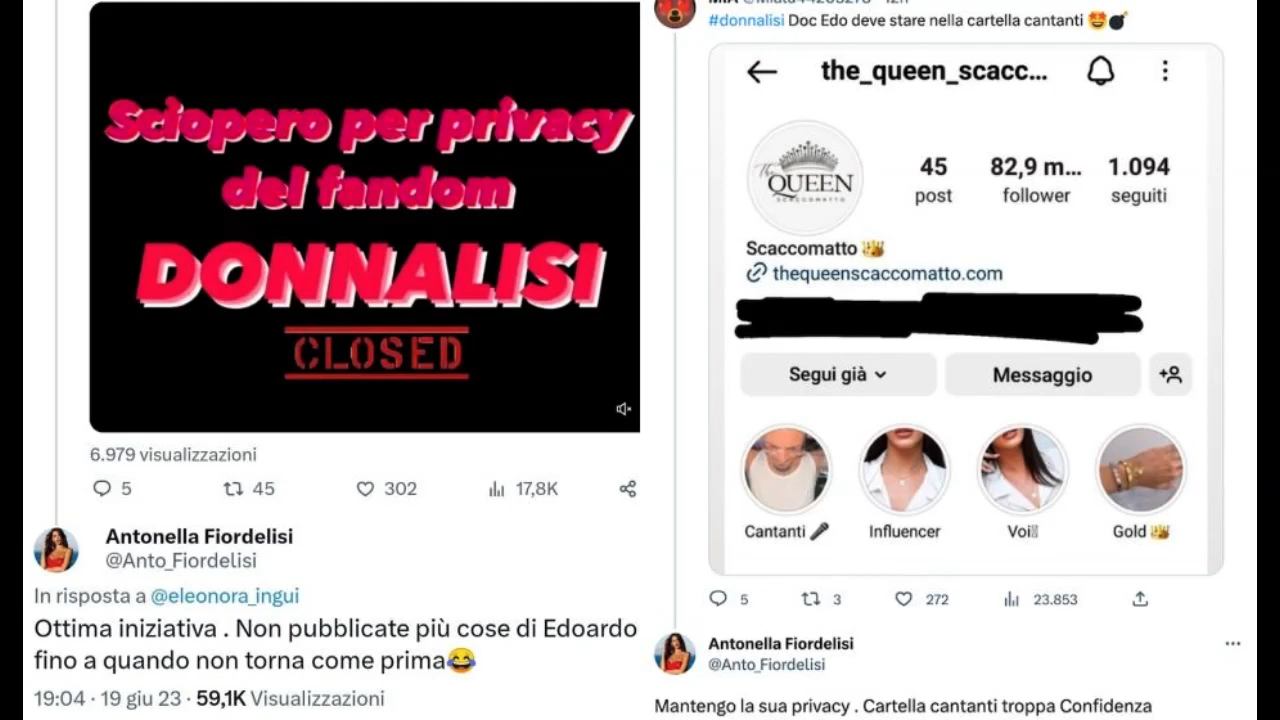 Sciopero per privacy
del fandom
DONNALISI
CLOSED
6.979 visualizzazioni
5 45 302 17,8K
Antonella Fiordelisi
@Anto_Fiordelisi
In risposta a @eleonora_ingui
Ottima iniziativa . Non pubblicate più cose di Edoardo
fino a quando non torna come prima😂
19:04 · 19 giu 23 · 59,1K Visualizzazioni
#donnalisi Doc Edo deve stare nella cartella cantanti 🤩💣
the_queen_scacc...
The
QUEEN
SCACCOMATTO
45 82,9 m... 1.094
post follower seguiti
Scaccomatto 👑
thequeenscaccomatto.com
Segui già Messaggio
Cantanti 🎤 Influencer Voi Gold 👑
5 3 272 23.853
Antonella Fiordelisi
@Anto_Fiordelisi
Mantengo la sua privacy . Cartella cantanti troppa Confidenza